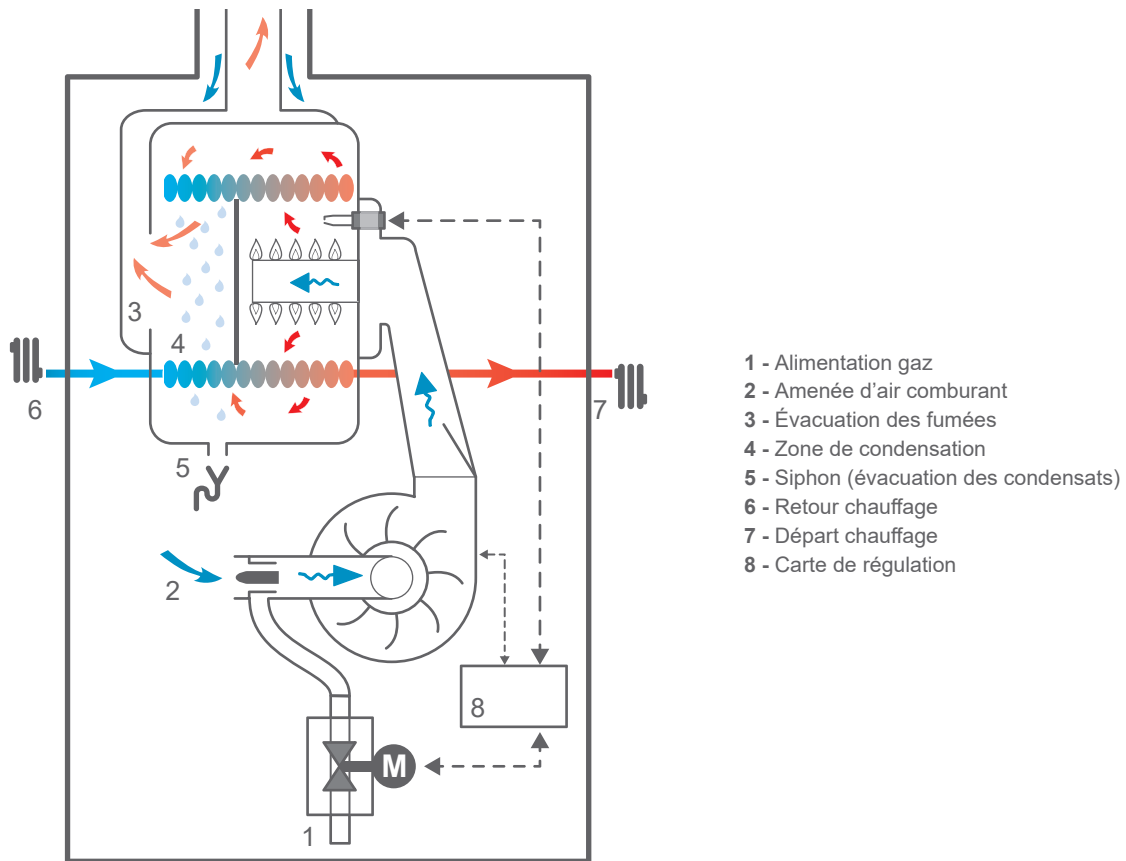 3
4
6
7
5
2
8
M
1
1 - Alimentation gaz
2 - Amenée d’air comburant
3 - Évacuation des fumées
4 - Zone de condensation
5 - Siphon (évacuation des condensats)
6 - Retour chauffage
7 - Départ chauffage
8 - Carte de régulation